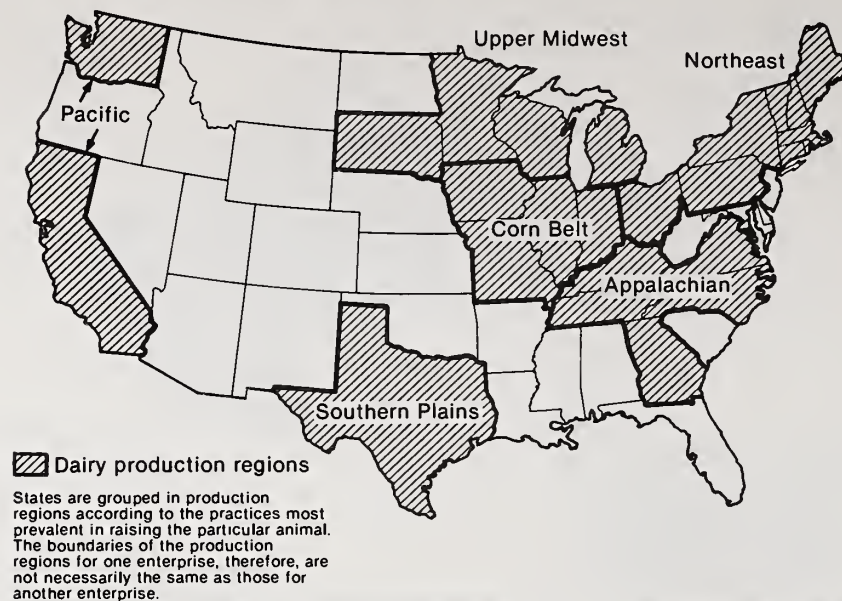 Upper Midwest
Northeast
Pacific
Corn Belt
Appalachian
Southern Plains
Dairy production regions
States are grouped in production
regions according to the practices most
prevalent in raising the particular animal.
The boundaries of the production
regions for one enterprise, therefore, are
not necessarily the same as those for
another enterprise.